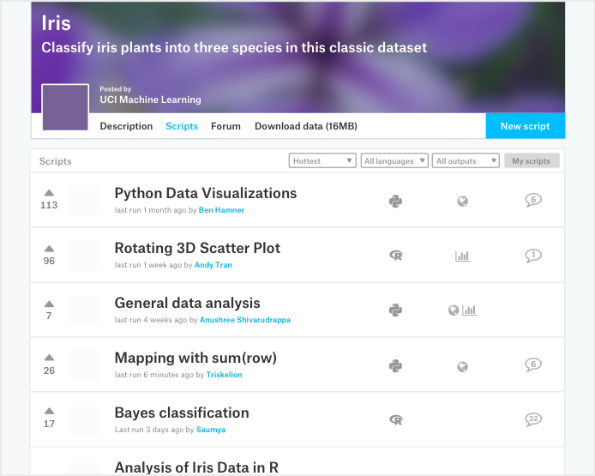 Iris
Classify iris plants into three species in this classic dataset
Posted by
UCI Machine Learning
Description Scripts Forum Download data (16MB) New script
Scripts Hottest All languages All outputs My scripts
Python Data Visualizations
113 last run 1 month ago by Ben Hamner 6
Rotating 3D Scatter Plot
96 last run 1 week ago by Andy Tran R 1
General data analysis
7 last run 4 weeks ago by Anushree Shivarudrappa
Mapping with sum(row)
26 last run 6 minutes ago by Triskelion 6
Bayes classification
17 Last run 3 days ago by Saumya R 32
Analysis of Iris Data in R